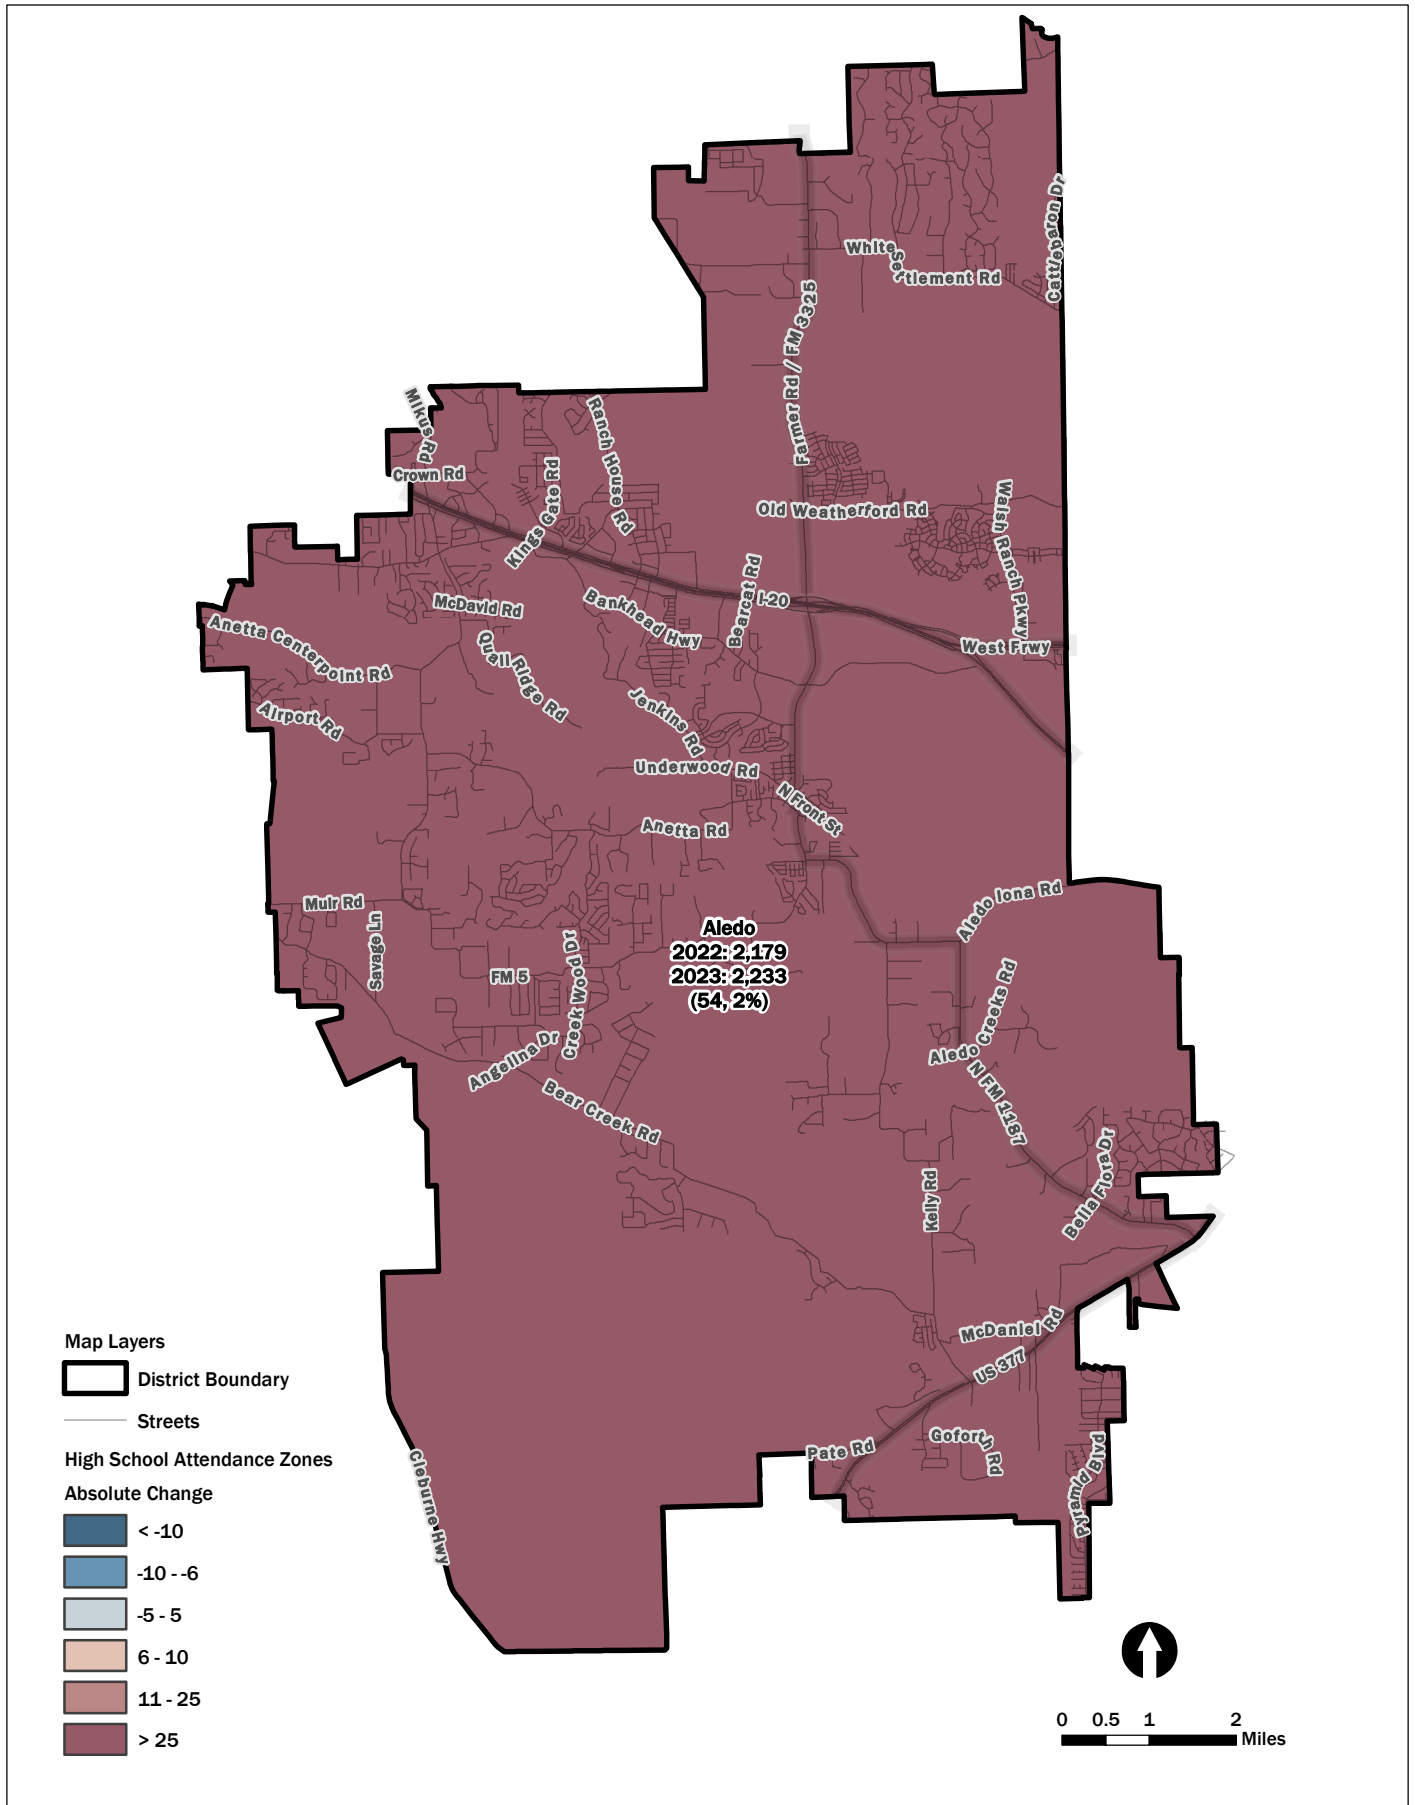 Cattlebaron Dr
White Settlement Rd
Farmer Rd / FM 3325
Mikus Rd
Ranch House Rd
Crown Rd
Kings Gate Rd
Old Weatherford Rd
Walsh Ranch Pkwy
Bearcat Rd
I-20
McDavid Rd
Bankhead Hwy
Anetta Centerpoint Rd
Quail Ridge Rd
West Frwy
Airport Rd
Jenkins Rd
Underwood Rd
N Front St
Anetta Rd
Muir Rd
Aledo Iona Rd
Savage Ln
Aledo
2022: 2,179
2023: 2,233
(54, 2%)
FM 5
Creek Wood Dr
Aledo Creeks Rd
Angelina Dr
N FM 1187
Bear Creek Rd
Bella Flora Dr
Kelly Rd
McDaniel Rd
US 377
Pate Rd
Goforth Rd
Pyramid Blvd
Cleburne Hwy
Map Layers
District Boundary
Streets
High School Attendance Zones
Absolute Change
< -10
-10 - -6
-5 - 5
6 - 10
11 - 25
> 25
0 0.5 1 2
Miles